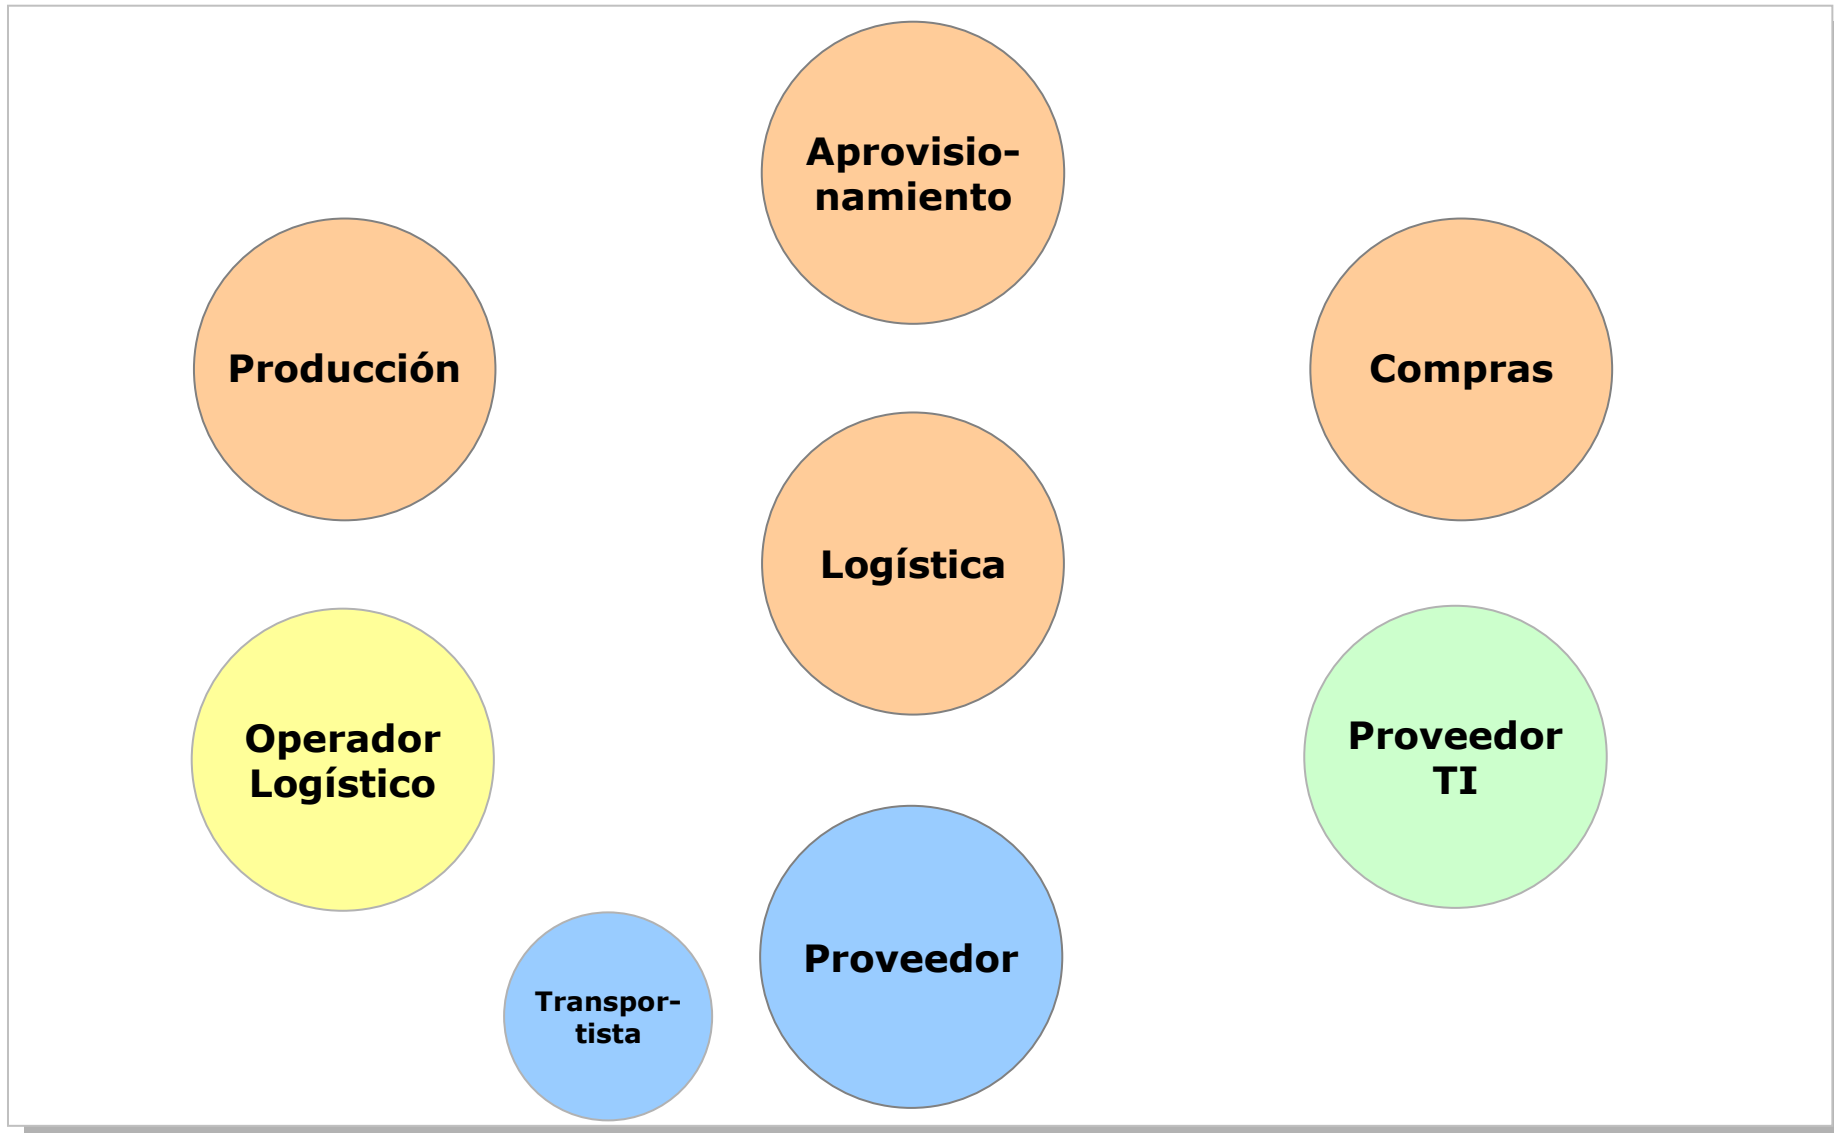 Aprovisio-
namiento
Producción
Compras
Logística
Operador
Logístico
Proveedor
TI
Proveedor
Transpor-
tista